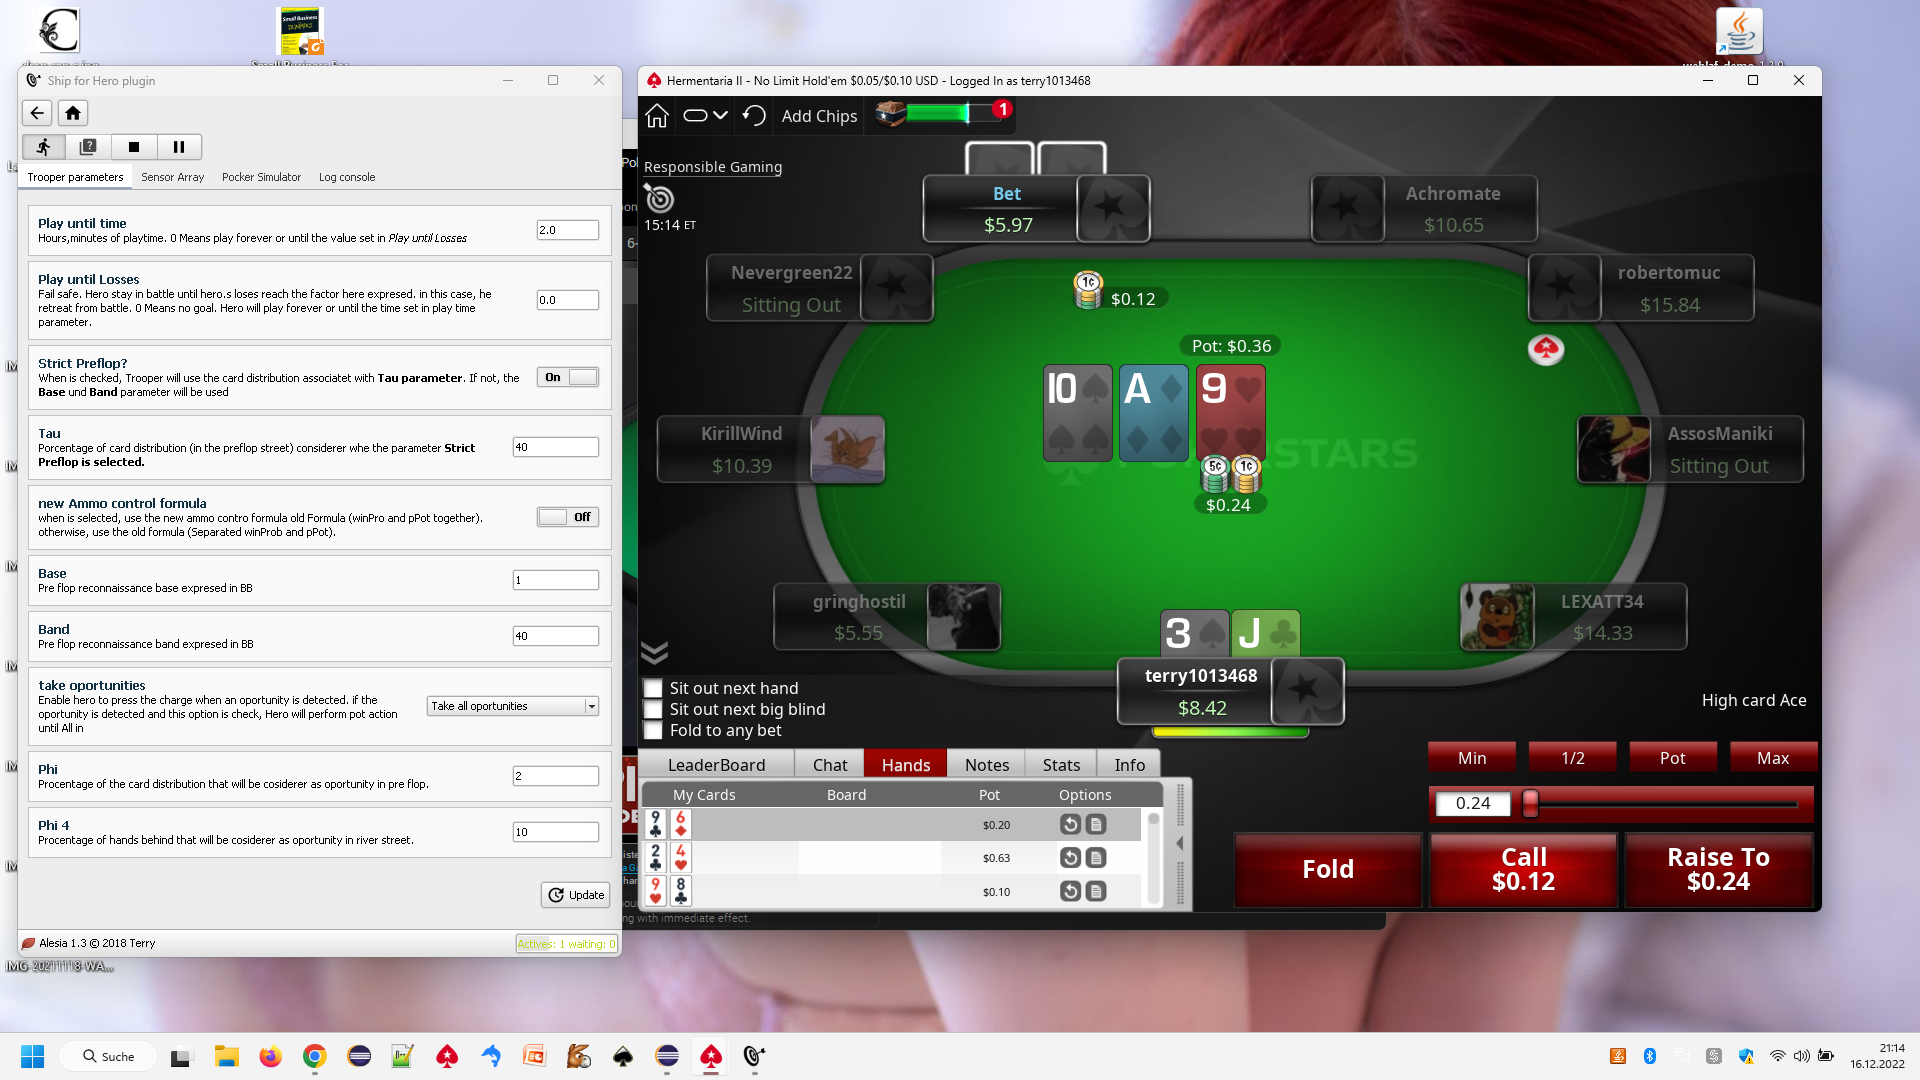 Ship for Hero plugin
Trooper parameters
Sensor Array
Pocker Simulator
Log console
Play until time
Hours,minutes of playtime. 0 Means play forever or until the value set in Play until Losses
2.0
Play until Losses
Fail safe. Hero stay in battle until hero.s loses reach the factor here expresed. in this case, he
retreat from battle. 0 Means no goal. Hero will play forever or until the time set in play time
parameter.
0.0
Strict Preflop?
When is checked, Trooper will use the card distribution associatet with Tau parameter. If not, the
Base und Band parameter will be used
On
Tau
Porcentage of card distribution (in the preflop street) considerer whe the parameter Strict
Preflop is selected.
40
new Ammo control formula
when is selected, use the new ammo contro formula old Formula (winPro and pPot together).
otherwise, use the old formula (Separated winProb and pPot).
Off
Base
Pre flop reconnaissance base expresed in BB
1
Band
Pre flop reconnaissance band expresed in BB
40
take oportunities
Enable hero to press the charge when an oportunity is detected. if the
oportunity is detected and this option is check, Hero will perform pot action
until All in
Take all oportunities
Phi
Percentage of the card distribution that will be cosiderer as oportunity in pre flop.
2
Phi 4
Procentage of hands behind that will be cosiderer as oportunity in river street.
10
Update
Alesia 1.3 © 2018 Terry
Actives: 1 waiting: 0
IMG-20211118-WA...
Small Business
DUMMIES
Hermentaria II - No Limit Hold'em $0.05/$0.10 USD - Logged In as terry1013468
Add Chips
1
Responsible Gaming
15:14 ET
Bet
$5.97
Achromate
$10.65
Nevergreen22
Sitting Out
robertomuc
$15.84
1¢
$0.12
Pot: $0.36
10
A
9
KirillWind
$10.39
AssosManiki
Sitting Out
5¢
1¢
STARS
$0.24
gringhostil
$5.55
3
J
LEXATT34
$14.33
terry1013468
$8.42
Sit out next hand
Sit out next big blind
Fold to any bet
High card Ace
LeaderBoard
Chat
Hands
Notes
Stats
Info
My Cards
Board
Pot
Options
9 6
$0.20
2 4
$0.63
9 8
$0.10
Min
1/2
Pot
Max
0.24
Fold
Call
$0.12
Raise To
$0.24
ng with immediate effect.
Suche
21:14
16.12.2022